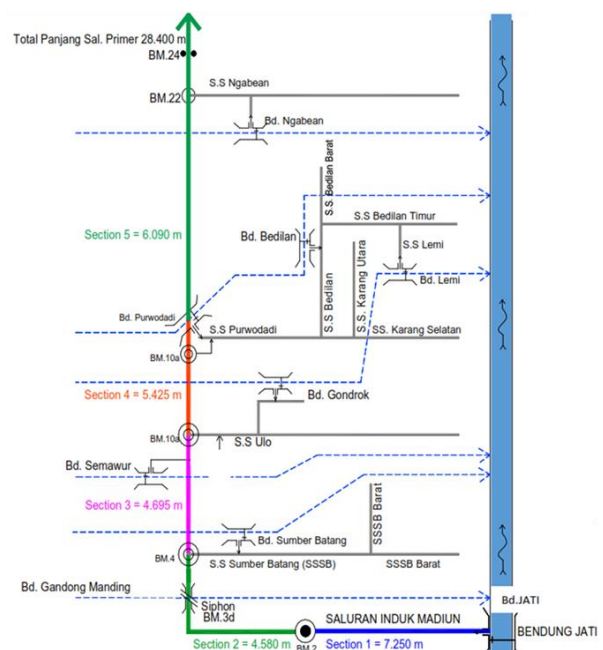 Total Panjang Sal. Primer 28.400 m
BM.24
S.S Ngabean
BM.22
Bd. Ngabean
S.S. Bedilan Barat
S.S Bedilan Timur
Section 5 = 6.090 m
Bd. Bedilan
S.S Lemi
S.S. Karang Utara
Bd. Lemi
S.S Bedilan
Bd. Purwodadi
S.S Purwodadi
SS. Karang Selatan
BM.10a
Section 4 = 5.425 m
Bd. Gondrok
BM.10a
S.S Ulo
Bd. Semawur
SSSB Barat
Section 3 = 4.695 m
Bd. Sumber Batang
BM.4
S.S Sumber Batang (SSSB)
SSSB Barat
Bd. Gandong Manding
Siphon
BM.3d
Bd.JATI
SALURAN INDUK MADIUN
BENDUNG JATI
BM.2
Section 2 = 4.580 m
Section 1 = 7.250 m